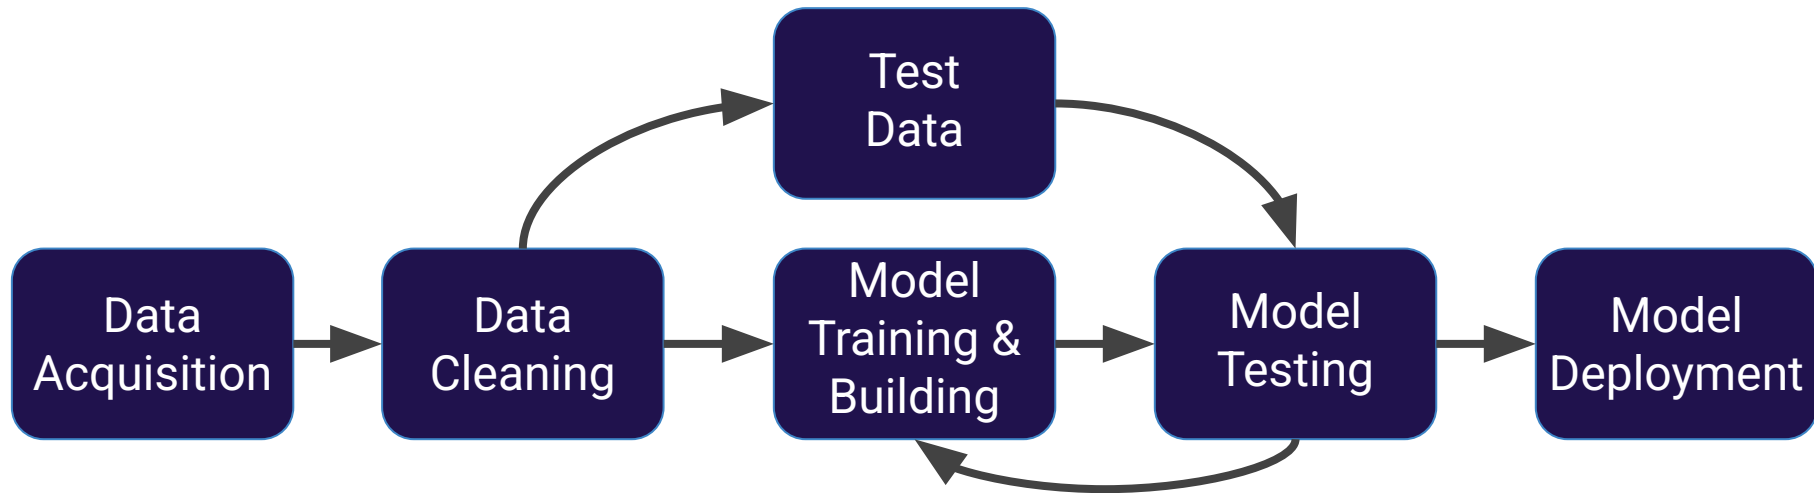 Test
Data
Data
Acquisition
Data
Cleaning
Model
Training &
Building
Model
Testing
Model
Deployment